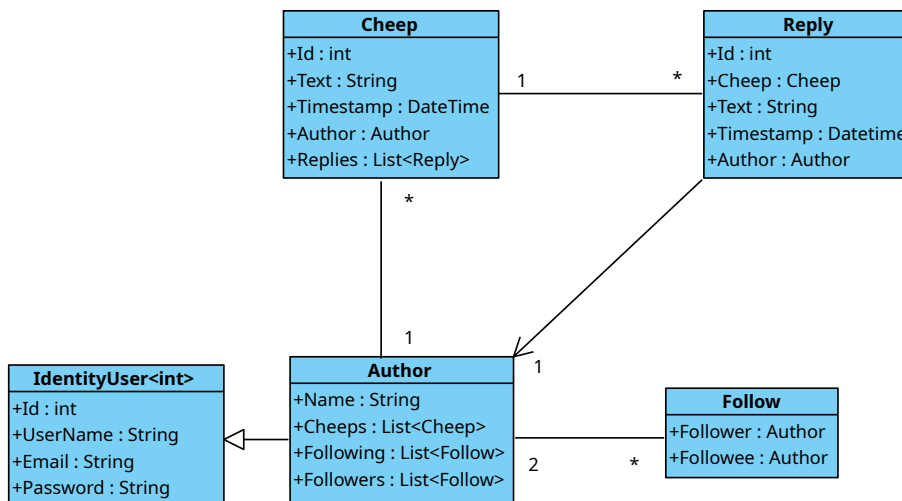 Cheep
+Id : int
+Text : String
+Timestamp : DateTime
+Author : Author
+Replies : List<Reply>
Reply
+Id : int
+Cheep : Cheep
+Text : String
+Timestamp : Datetime
+Author : Author
1
*
*
1
1
IdentityUser<int>
+Id : int
+UserName : String
+Email : String
+Password : String
Author
+Name : String
+Cheeps : List<Cheep>
+Following : List<Follow>
+Followers : List<Follow>
2
*
Follow
+Follower : Author
+Followee : Author